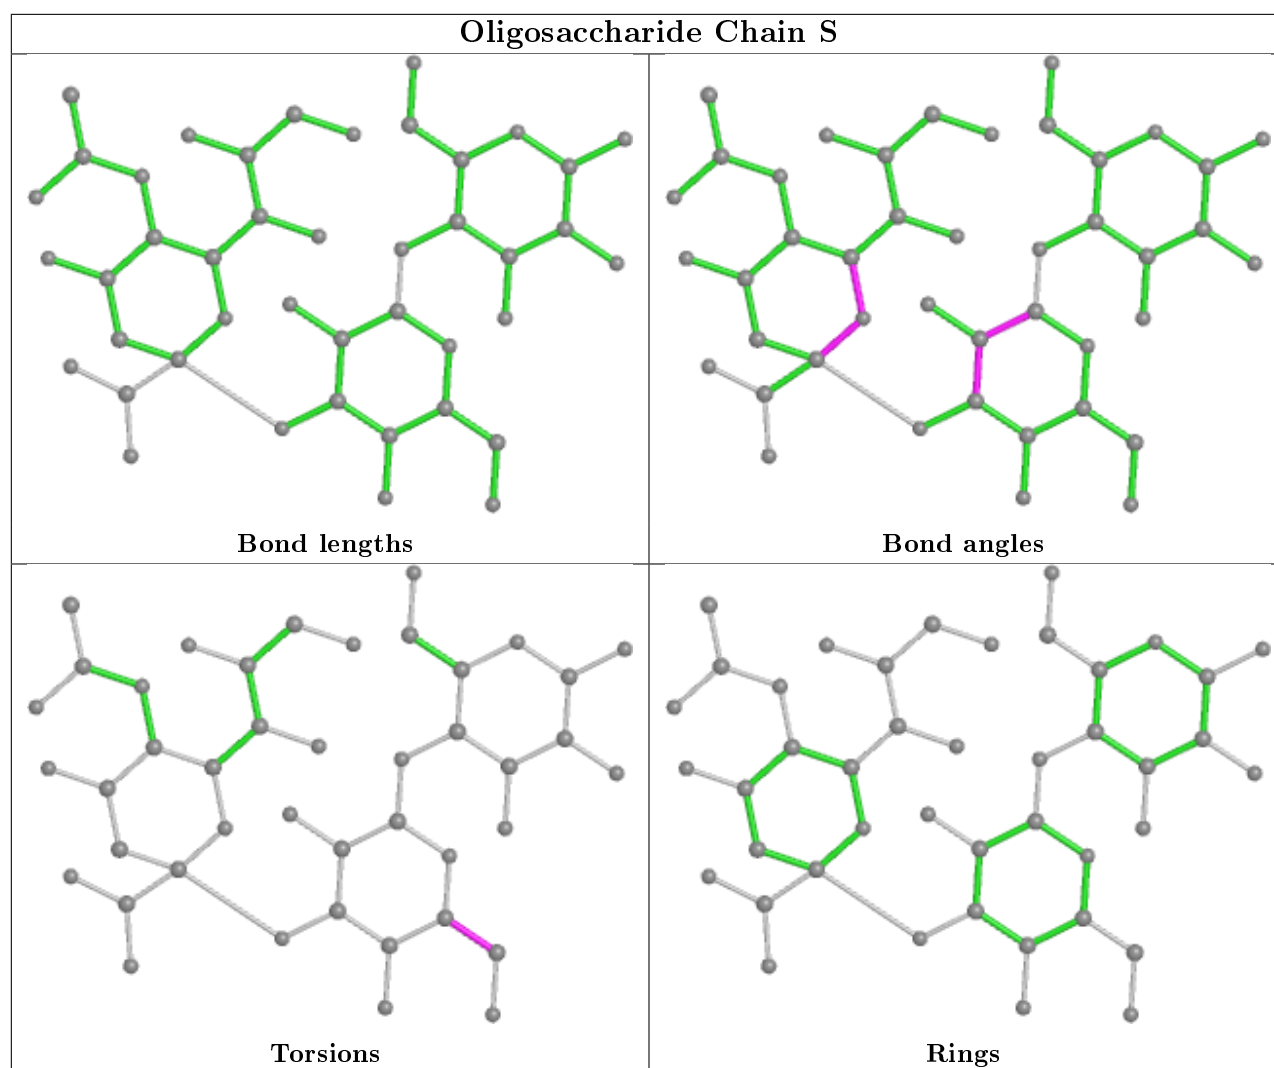 Oligosaccharide Chain S
Bond lengths
Bond angles
Torsions
Rings